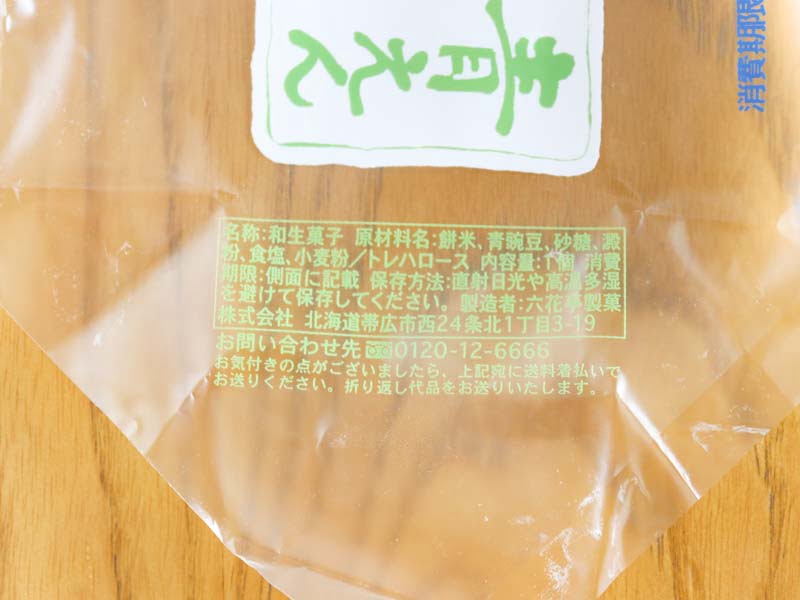 青えん
消費期限
名称:和生菓子 原材料名:餅米、青豌豆、砂糖、澱
粉、食塩、小麦粉／トレハロース 内容量:1個 消費
期限:側面に記載 保存方法:直射日光や高温多湿
を避けて保存してください。製造者:六花亭製菓
株式会社 北海道帯広市西24条北1丁目3-19
お問い合わせ先 0120-12-6666
お気付きの点がございましたら、上記宛に送料着払いで
お送りください。折り返し代品をお送りいたします。